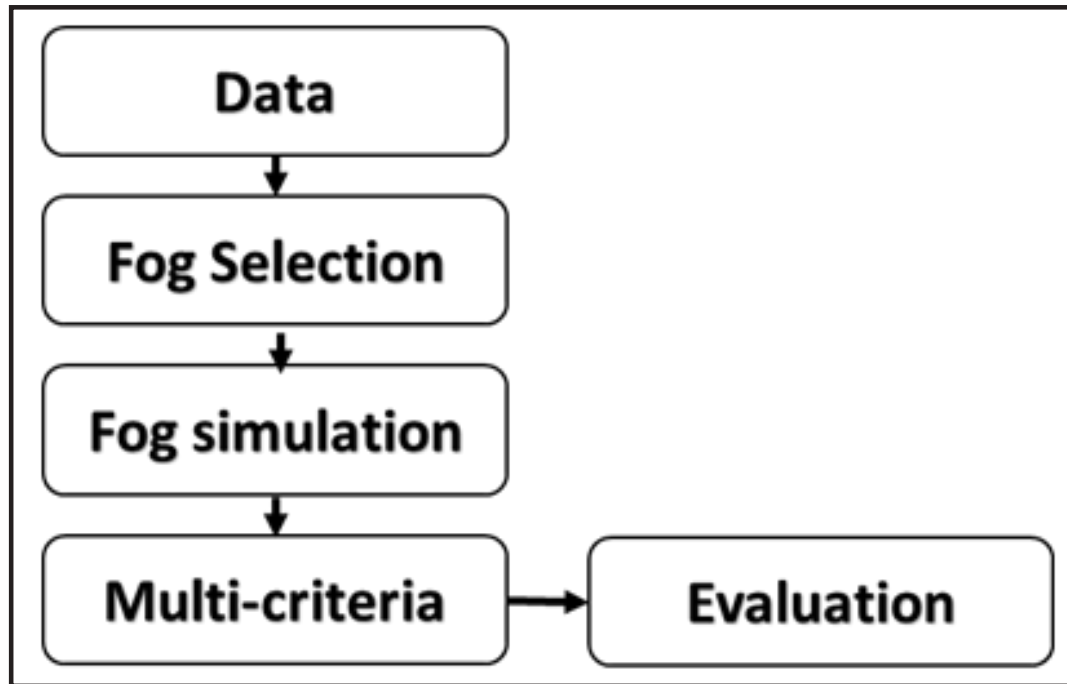 Data
Fog Selection
Fog simulation
Multi-criteria
Evaluation